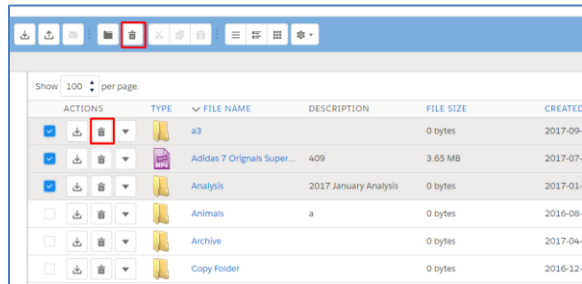 Show 100 per page.
ACTIONS TYPE FILE NAME DESCRIPTION FILE SIZE CREATED
a3 0 bytes 2017-09-
MP4 Adidas 7 Orignals Super... 409 3.65 MB 2017-07-
Analysis 2017 January Analysis 0 bytes 2017-01-
Animals a 0 bytes 2016-08-
Archive 0 bytes 2017-04-
Copy Folder 0 bytes 2016-12-